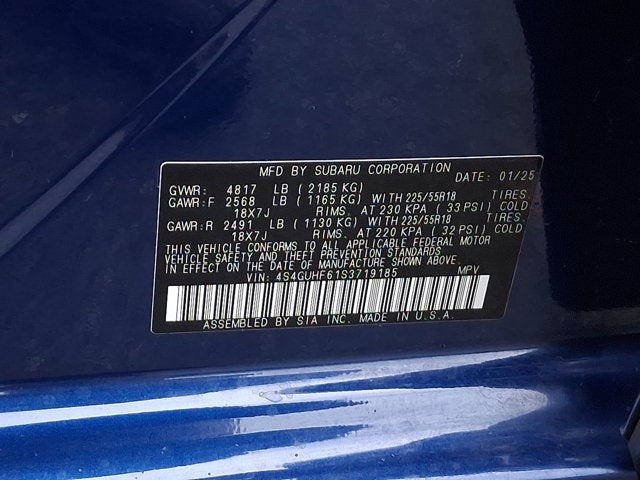 MFD BY SUBARU CORPORATION DATE: 01/25
GVWR: 4817 LB (2185 KG)
GAWR:F 2568 LB (1165 KG) WITH 225/55R18 TIRES.
18X7J RIMS. AT 230 KPA (33 PSI) COLD
GAWR:R 2491 LB (1130 KG) WITH 225/55R18 TIRES.
18X7J RIMS. AT 220 KPA (32 PSI) COLD
THIS VEHICLE CONFORMS TO ALL APPLICABLE FEDERAL MOTOR
VEHICLE SAFETY AND THEFT PREVENTION STANDARDS
IN EFFECT ON THE DATE OF MANUFACTURE SHOWN ABOVE.
VIN: 4S4GUHF61S3719185 MPV
ASSEMBLED BY SIA INC. MADE IN U.S.A.